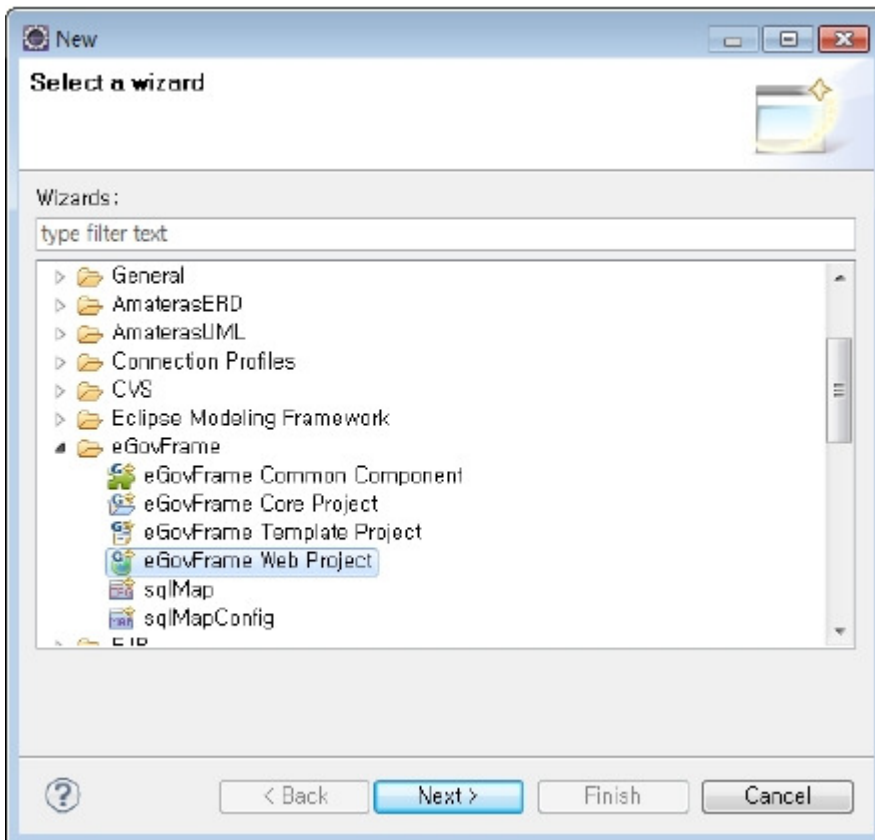 New
Select a wizard
Wizards:
type filter text
General
AmaterasERD
AmaterasUML
Connection Profiles
CVS
Eclipse Modeling Framework
eGovFrame
eGovFrame Common Component
eGovFrame Core Project
eGovFrame Template Project
eGovFrame Web Project
sqlMap
sqlMapConfig
EJB
< Back Next > Finish Cancel